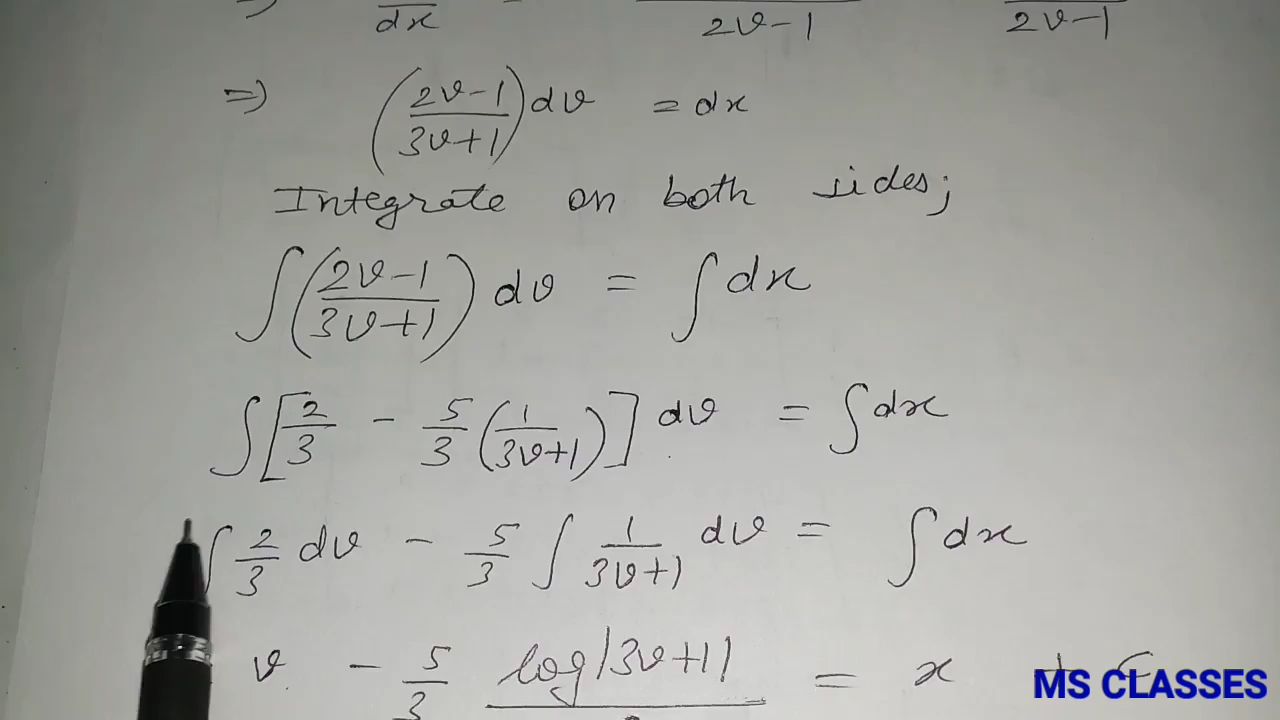 ⇒ dx 2v-1 2v-1
⇒ (2v-1/3v+1) dv = dx
Integrate on both sides;
∫(2v-1/3v+1) dv = ∫dx
∫[2/3 - 5/3 (1/3v+1)] dv = ∫dx
∫ 2/3 dv - 5/3 ∫ 1/3v+1 dv = ∫dx
v - 5/3 log|3v+1| = x
MS CLASSES